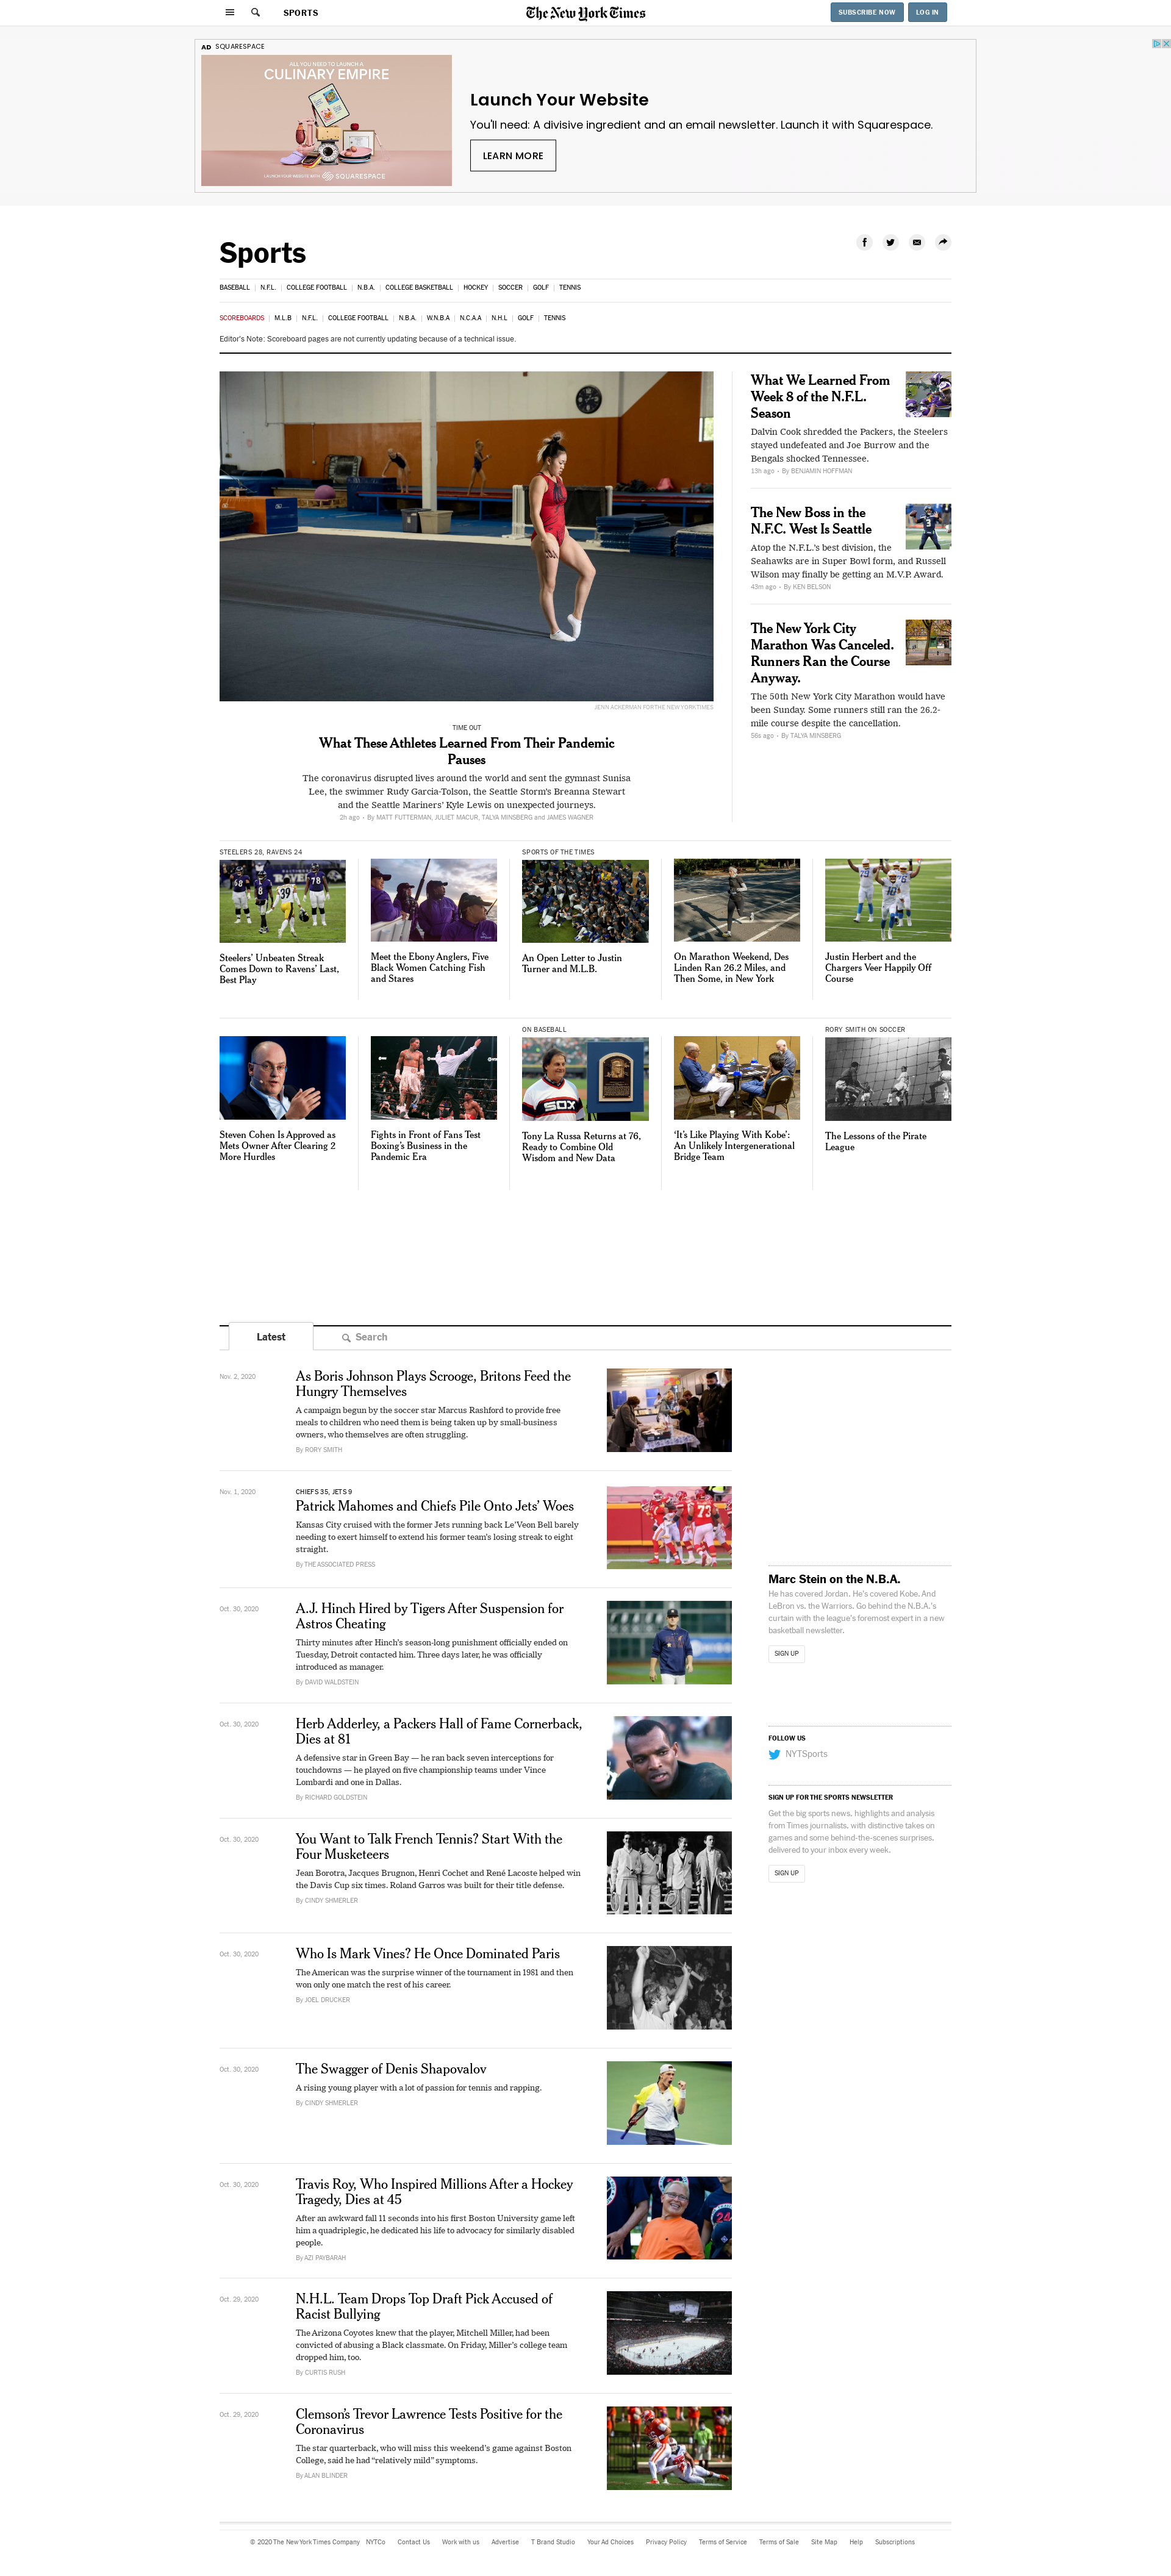 SPORTS
The New York Times
SUBSCRIBE NOW
LOG IN
AD SQUARESPACE
ALL YOU NEED TO LAUNCH A
CULINARY EMPIRE
LAUNCH YOUR WEBSITE WITH SQUARESPACE
Launch Your Website
You'll need: A divisive ingredient and an email newsletter. Launch it with Squarespace.
LEARN MORE
Sports
BASEBALL | N.F.L. | COLLEGE FOOTBALL | N.B.A. | COLLEGE BASKETBALL | HOCKEY | SOCCER | GOLF | TENNIS
SCOREBOARDS | M.L.B | N.F.L. | COLLEGE FOOTBALL | N.B.A. | W.N.B.A | N.C.A.A | N.H.L | GOLF | TENNIS
Editor's Note: Scoreboard pages are not currently updating because of a technical issue.
JENN ACKERMAN FOR THE NEW YORK TIMES
TIME OUT
What These Athletes Learned From Their Pandemic
Pauses
The coronavirus disrupted lives around the world and sent the gymnast Sunisa
Lee, the swimmer Rudy Garcia-Tolson, the Seattle Storm's Breanna Stewart
and the Seattle Mariners' Kyle Lewis on unexpected journeys.
2h ago • By MATT FUTTERMAN, JULIET MACUR, TALYA MINSBERG and JAMES WAGNER
What We Learned From
Week 8 of the N.F.L.
Season
Dalvin Cook shredded the Packers, the Steelers
stayed undefeated and Joe Burrow and the
Bengals shocked Tennessee.
13h ago • By BENJAMIN HOFFMAN
The New Boss in the
N.F.C. West Is Seattle
Atop the N.F.L.'s best division, the
Seahawks are in Super Bowl form, and Russell
Wilson may finally be getting an M.V.P. Award.
43m ago • By KEN BELSON
The New York City
Marathon Was Canceled.
Runners Ran the Course
Anyway.
The 50th New York City Marathon would have
been Sunday. Some runners still ran the 26.2-
mile course despite the cancellation.
56s ago • By TALYA MINSBERG
STEELERS 28, RAVENS 24
Steelers' Unbeaten Streak
Comes Down to Ravens' Last,
Best Play
Meet the Ebony Anglers, Five
Black Women Catching Fish
and Stares
SPORTS OF THE TIMES
An Open Letter to Justin
Turner and M.L.B.
On Marathon Weekend, Des
Linden Ran 26.2 Miles, and
Then Some, in New York
Justin Herbert and the
Chargers Veer Happily Off
Course
Steven Cohen Is Approved as
Mets Owner After Clearing 2
More Hurdles
Fights in Front of Fans Test
Boxing's Business in the
Pandemic Era
ON BASEBALL
SOX
Tony La Russa Returns at 76,
Ready to Combine Old
Wisdom and New Data
'It's Like Playing With Kobe':
An Unlikely Intergenerational
Bridge Team
RORY SMITH ON SOCCER
The Lessons of the Pirate
League
Latest
Search
Nov. 2, 2020
As Boris Johnson Plays Scrooge, Britons Feed the
Hungry Themselves
A campaign begun by the soccer star Marcus Rashford to provide free
meals to children who need them is being taken up by small-business
owners, who themselves are often struggling.
By RORY SMITH
Nov. 1, 2020
CHIEFS 35, JETS 9
Patrick Mahomes and Chiefs Pile Onto Jets' Woes
Kansas City cruised with the former Jets running back Le'Veon Bell barely
needing to exert himself to extend his former team's losing streak to eight
straight.
By THE ASSOCIATED PRESS
Oct. 30, 2020
A.J. Hinch Hired by Tigers After Suspension for
Astros Cheating
Thirty minutes after Hinch's season-long punishment officially ended on
Tuesday, Detroit contacted him. Three days later, he was officially
introduced as manager.
By DAVID WALDSTEIN
Oct. 30, 2020
Herb Adderley, a Packers Hall of Fame Cornerback,
Dies at 81
A defensive star in Green Bay — he ran back seven interceptions for
touchdowns — he played on five championship teams under Vince
Lombardi and one in Dallas.
By RICHARD GOLDSTEIN
Oct. 30, 2020
You Want to Talk French Tennis? Start With the
Four Musketeers
Jean Borotra, Jacques Brugnon, Henri Cochet and René Lacoste helped win
the Davis Cup six times. Roland Garros was built for their title defense.
By CINDY SHMERLER
Oct. 30, 2020
Who Is Mark Vines? He Once Dominated Paris
The American was the surprise winner of the tournament in 1981 and then
won only one match the rest of his career.
By JOEL DRUCKER
Oct. 30, 2020
The Swagger of Denis Shapovalov
A rising young player with a lot of passion for tennis and rapping.
By CINDY SHMERLER
Oct. 30, 2020
Travis Roy, Who Inspired Millions After a Hockey
Tragedy, Dies at 45
After an awkward fall 11 seconds into his first Boston University game left
him a quadriplegic, he dedicated his life to advocacy for similarly disabled
people.
By AZI PAYBARAH
Oct. 29, 2020
N.H.L. Team Drops Top Draft Pick Accused of
Racist Bullying
The Arizona Coyotes knew that the player, Mitchell Miller, had been
convicted of abusing a Black classmate. On Friday, Miller's college team
dropped him, too.
By CURTIS RUSH
Oct. 29, 2020
Clemson's Trevor Lawrence Tests Positive for the
Coronavirus
The star quarterback, who will miss this weekend's game against Boston
College, said he had "relatively mild" symptoms.
By ALAN BLINDER
Marc Stein on the N.B.A.
He has covered Jordan. He's covered Kobe. And
LeBron vs. the Warriors. Go behind the N.B.A.'s
curtain with the league's foremost expert in a new
basketball newsletter.
SIGN UP
FOLLOW US
NYTSports
SIGN UP FOR THE SPORTS NEWSLETTER
Get the big sports news, highlights and analysis
from Times journalists, with distinctive takes on
games and some behind-the-scenes surprises,
delivered to your inbox every week.
SIGN UP
© 2020 The New York Times Company NYTCo Contact Us Work with us Advertise T Brand Studio Your Ad Choices Privacy Policy Terms of Service Terms of Sale Site Map Help Subscriptions